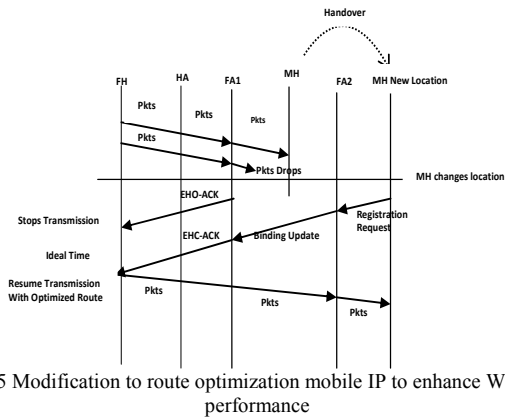 Handover
FH HA FA1 MH FA2 MH New Location
Pkts
Pkts
Pkts
Pkts
Pkts Drops
MH changes location
EHO-ACK
Stops Transmission
Registration
Request
EHC-ACK
Binding Update
Ideal Time
Resume Transmission
With Optimized Route
Pkts
Pkts
Pkts
5 Modification to route optimization mobile IP to enhance W
performance